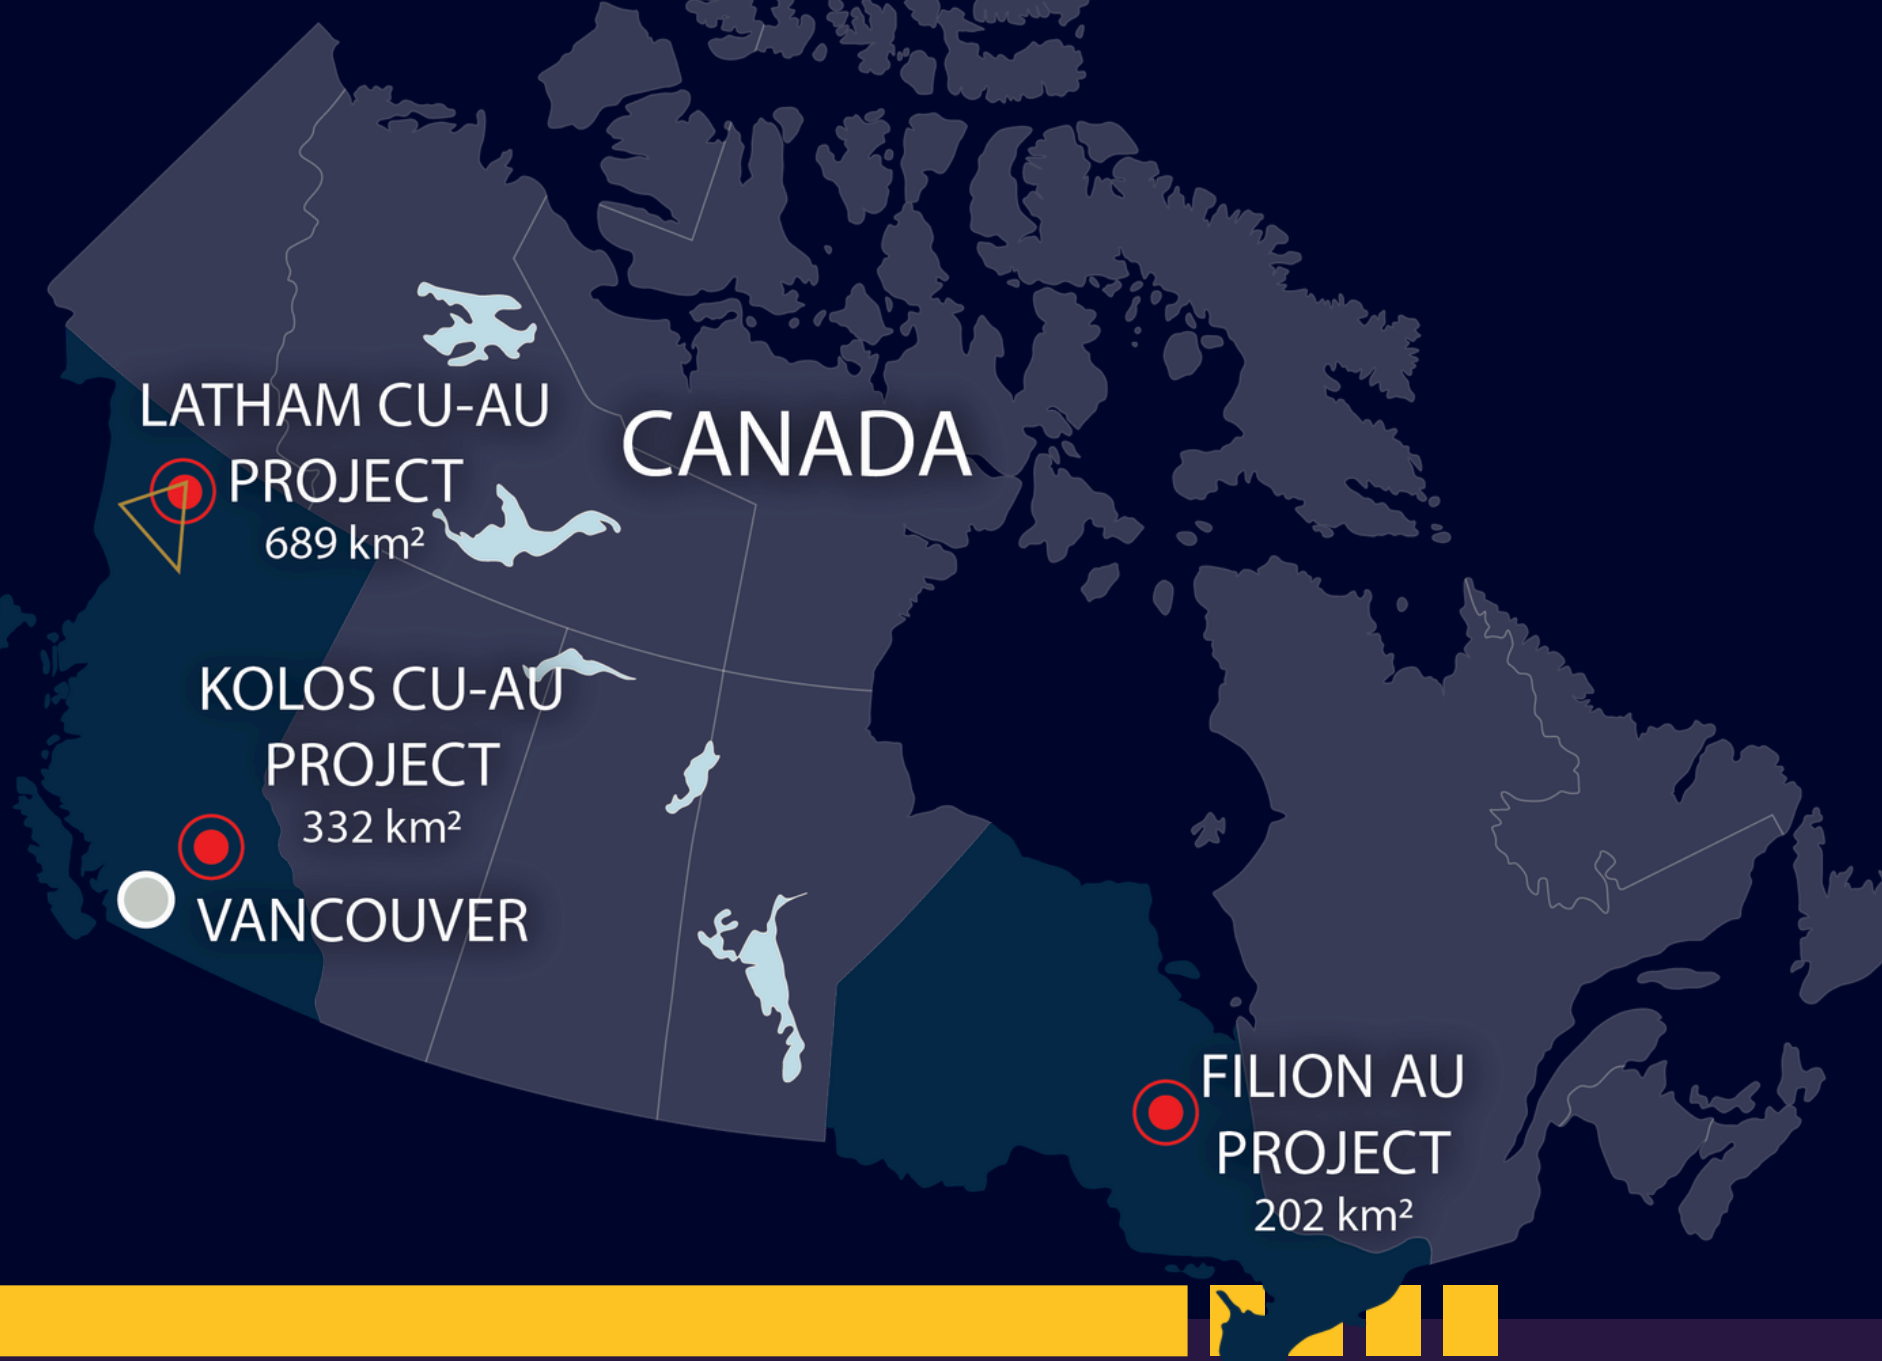 LATHAM CU-AU
PROJECT
689 km²
CANADA
KOLOS CU-AU
PROJECT
332 km²
VANCOUVER
FILION AU
PROJECT
202 km²